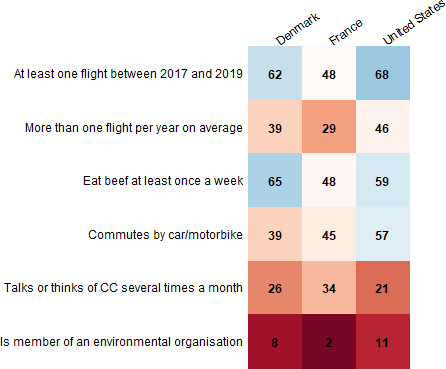 Denmark France United States
At least one flight between 2017 and 2019 62 48 68
More than one flight per year on average 39 29 46
Eat beef at least once a week 65 48 59
Commutes by car/motorbike 39 45 57
Talks or thinks of CC several times a month 26 34 21
Is member of an environmental organisation 8 2 11